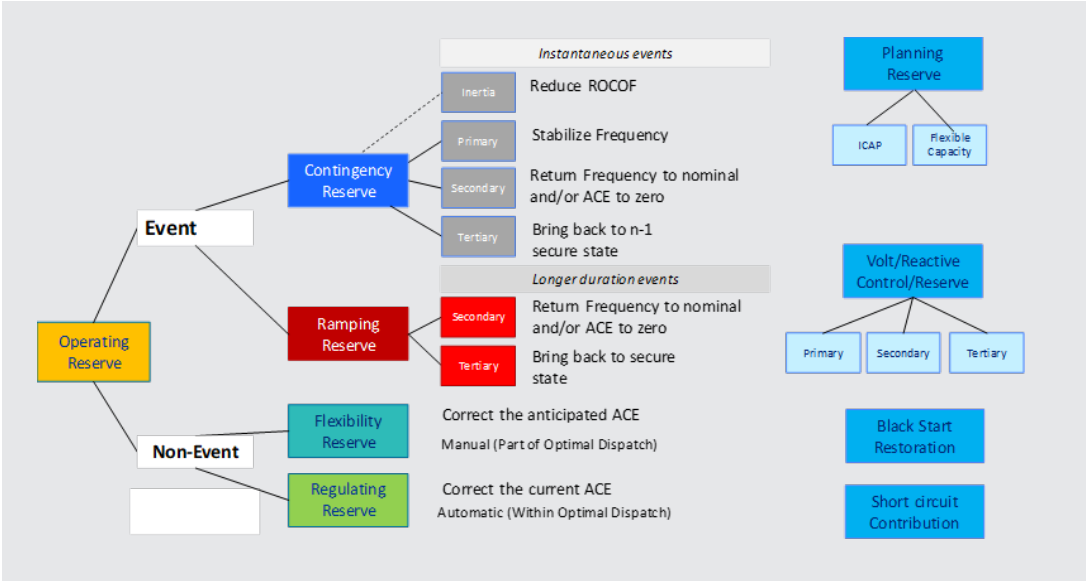 Instantaneous events
Inertia
Reduce ROCOF
Primary
Stabilize Frequency
Contingency
Reserve
Secondary
Return Frequency to nominal
and/or ACE to zero
Tertiary
Bring back to n-1
secure state
Event
Longer duration events
Ramping
Reserve
Secondary
Return Frequency to nominal
and/or ACE to zero
Tertiary
Bring back to secure
state
Operating
Reserve
Non-Event
Flexibility
Reserve
Correct the anticipated ACE
Manual (Part of Optimal Dispatch)
Regulating
Reserve
Correct the current ACE
Automatic (Within Optimal Dispatch)
Planning
Reserve
ICAP
Flexible
Capacity
Volt/Reactive
Control/Reserve
Primary
Secondary
Tertiary
Black Start
Restoration
Short circuit
Contribution